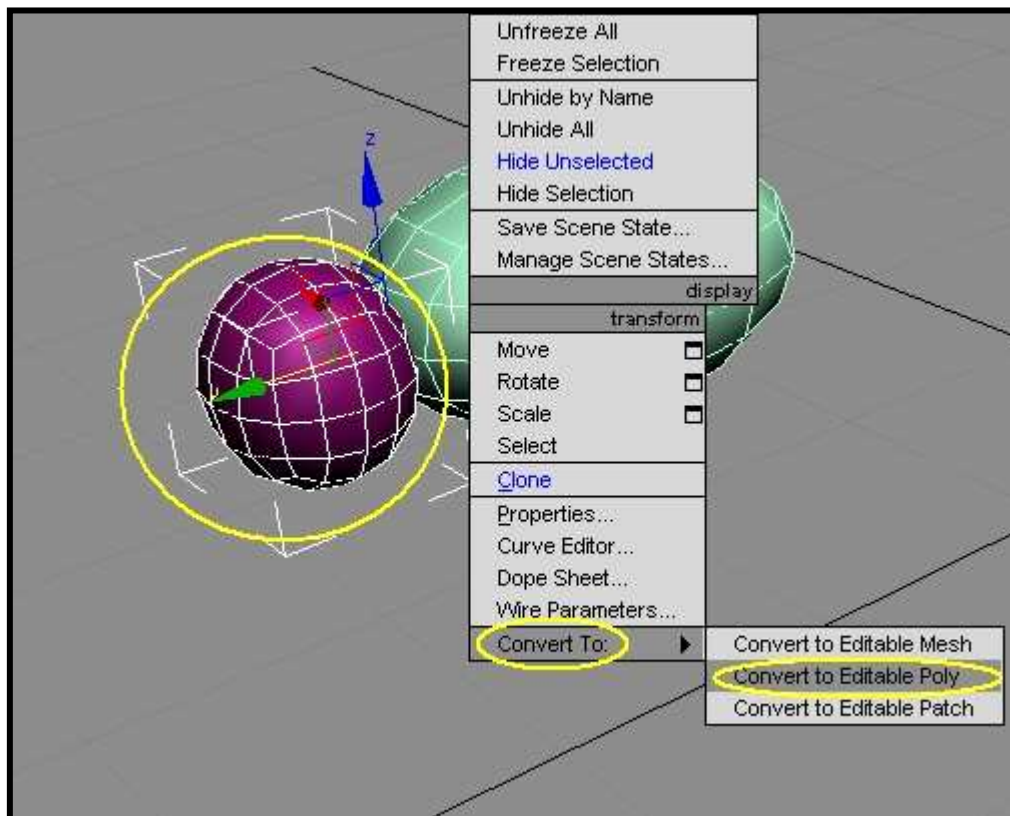 Unfreeze All
Freeze Selection
Unhide by Name
Unhide All
Hide Unselected
Hide Selection
Save Scene State...
Manage Scene States...
display
transform
Move
Rotate
Scale
Select
Clone
Properties...
Curve Editor...
Dope Sheet...
Wire Parameters...
Convert To:
Convert to Editable Mesh
Convert to Editable Poly
Convert to Editable Patch
z